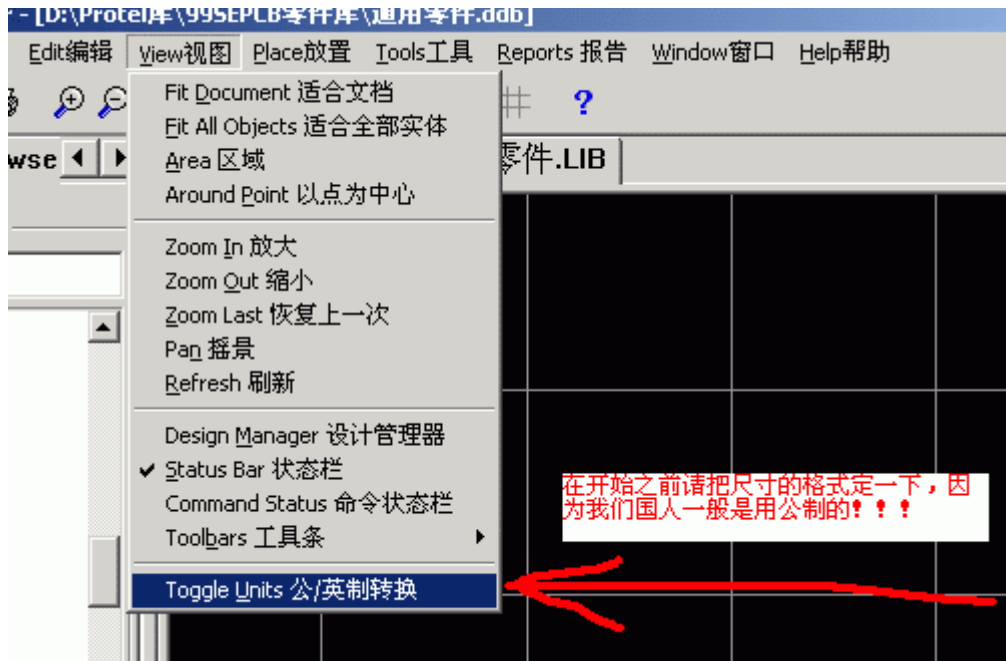 - [D:\Protel库\99SEPCB零件库\通用零件.ddb]
Edit编辑 View视图 Place放置 Tools工具 Reports 报告 Window窗口 Help帮助
?
wse
零件.LIB
Fit Document 适合文档
Fit All Objects 适合全部实体
Area 区域
Around Point 以点为中心
Zoom In 放大
Zoom Out 缩小
Zoom Last 恢复上一次
Pan 摇景
Refresh 刷新
Design Manager 设计管理器
Status Bar 状态栏
Command Status 命令状态栏
Toolbars 工具条
Toggle Units 公/英制转换
在开始之前请把尺寸的格式定一下，因
为我们国人一般是用公制的！！！